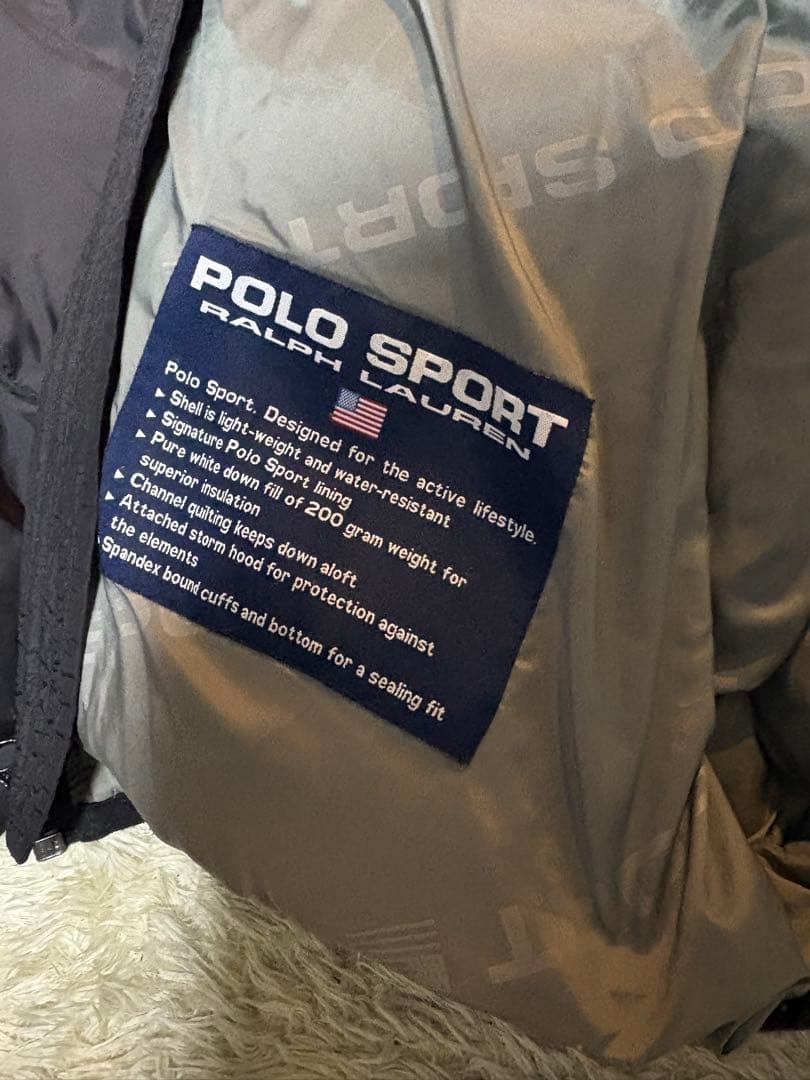 POLO SPORT
RALPH LAUREN
Polo Sport. Designed for the active lifestyle.
▸ Shell is light-weight and water-resistant
▸ Signature Polo Sport lining
▸ Pure white down fill of 200 gram weight for
superior insulation
▸ Channel quilting keeps down aloft
▸ Attached storm hood for protection against
the elements
Spandex bound cuffs and bottom for a sealing fit
O SPORT